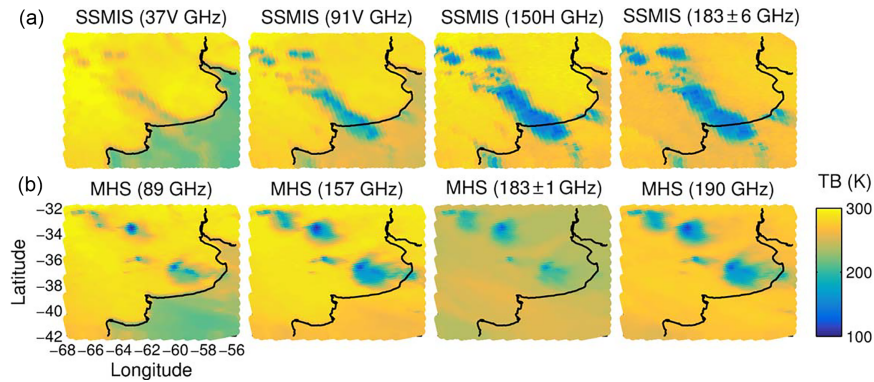 (a) SSMIS (37V GHz) SSMIS (91V GHz) SSMIS (150H GHz) SSMIS (183±6 GHz)
(b) MHS (89 GHz) MHS (157 GHz) MHS (183±1 GHz) MHS (190 GHz) TB (K)
−32
−34
−36
−38
−40
−42
Latitude
−68 −66 −64 −62 −60 −58 −56
Longitude
300
200
100